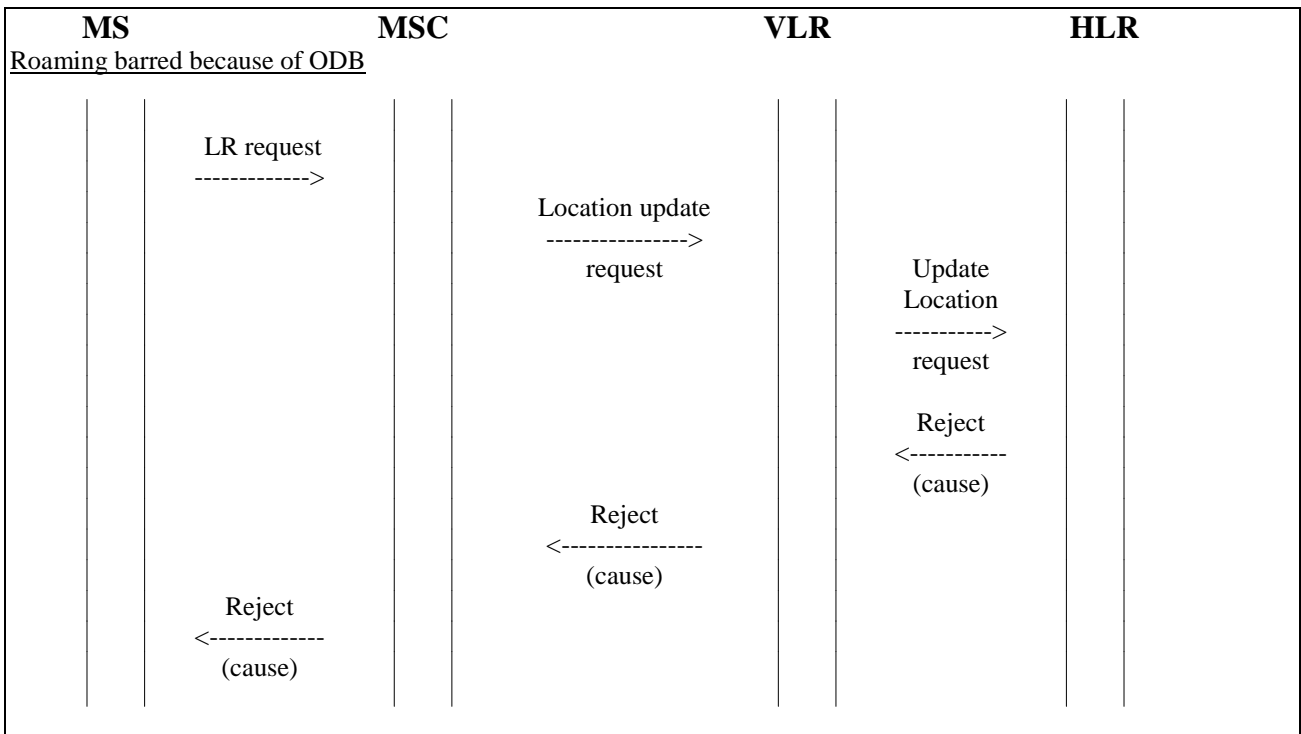 MS MSC VLR HLR
Roaming barred because of ODB
LR request
------------->
Location update
---------------->
request
Update
Location
----------->
request
Reject
<-----------
(cause)
Reject
<----------------
(cause)
Reject
<-------------
(cause)